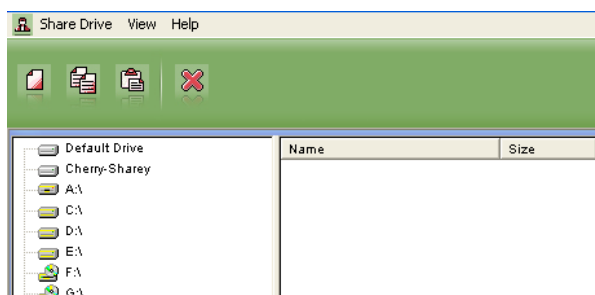 Share Drive View Help
Default Drive
Cherry-Sharey
A:\
C:\
D:\
E:\
F:\
G:\
Name Size